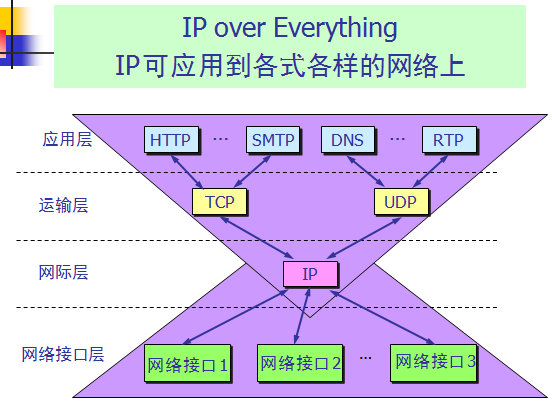 IP over Everything
IP可应用到各式各样的网络上
应用层 HTTP … SMTP DNS … RTP
运输层 TCP UDP
网际层 IP
网络接口层 网络接口1 网络接口2 … 网络接口3